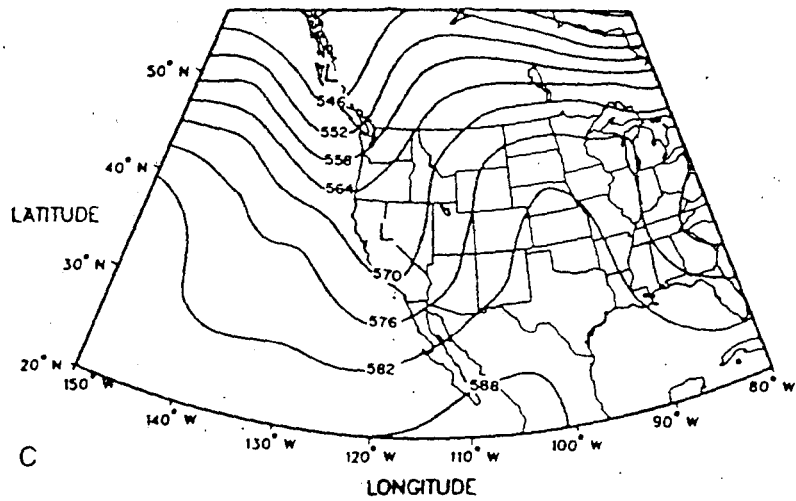 50° N
L
546
552
558
40° N
564
LATITUDE
L
30° N
570
576
20° N
582
150° W
588
80° W
140° W
90° W
130° W
100° W
120° W
110° W
C
LONGITUDE